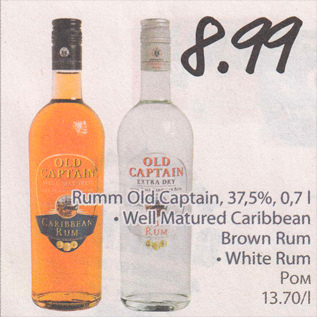 8.99
OLD
CAPTAIN
CARIBBEAN
RUM
OLD
CAPTAIN
EXTRA DRY
RUM
Rumm Old Captain, 37,5%, 0,7 l
• Well Matured Caribbean
Brown Rum
• White Rum
Ром
13.70/l